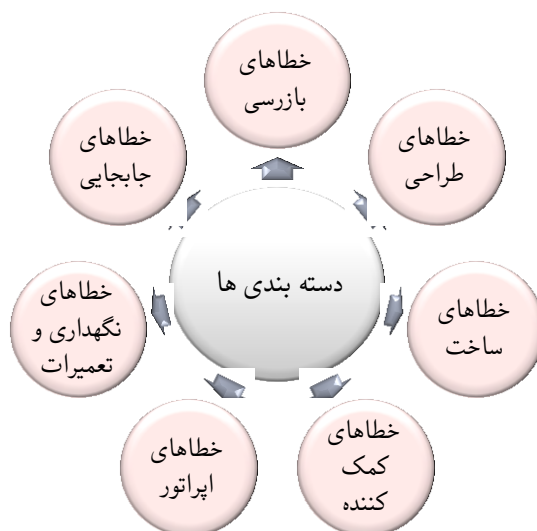 خطاهای
بازرسی
خطاهای
طراحی
خطاهای
ساخت
خطاهای
کمک
کننده
خطاهای
اپراتور
خطاهای
نگهداری و
تعمیرات
خطاهای
جابجایی
دسته بندی ها